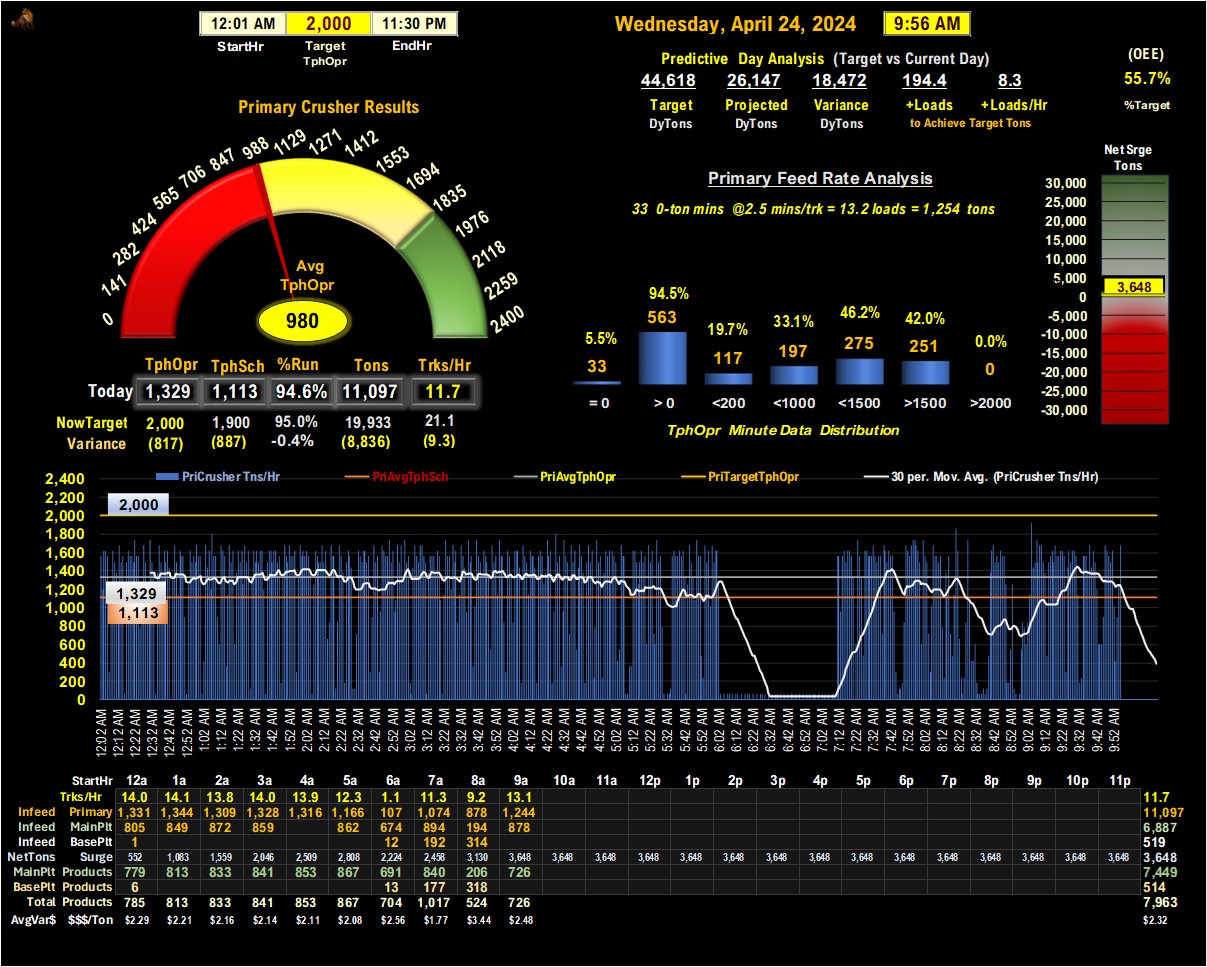 12:01 AM 2,000 11:30 PM
StartHr Target TphOpr EndHr
Wednesday, April 24, 2024 9:56 AM
Predictive Day Analysis (Target vs Current Day)
44,618 26,147 18,472 194.4 8.3
Target Projected Variance +Loads +Loads/Hr
DyTons DyTons DyTons to Achieve Target Tons
(OEE)
55.7%
%Target
Primary Crusher Results
0 141 282 424 565 706 847 988 1129 1271 1412 1553 1694 1835 1976 2118 2259 2400
Avg
TphOpr
980
TphOpr TphSch %Run Tons Trks/Hr
Today 1,329 1,113 94.6% 11,097 11.7
NowTarget 2,000 1,900 95.0% 19,933 21.1
Variance (817) (887) -0.4% (8,836) (9.3)
Primary Feed Rate Analysis
33 0-ton mins @2.5 mins/trk = 13.2 loads = 1,254 tons
5.5% 94.5% 19.7% 33.1% 46.2% 42.0% 0.0%
33 563 117 197 275 251 0
= 0 > 0 <200 <1000 <1500 >1500 >2000
TphOpr Minute Data Distribution
Net Srge
Tons
30,000
25,000
20,000
15,000
10,000
5,000
3,648
0
-5,000
-10,000
-15,000
-20,000
-25,000
-30,000
PriCrusher Tns/Hr PriAvgTphSch PriAvgTphOpr PriTargetTphOpr 30 per. Mov. Avg. (PriCrusher Tns/Hr)
2,400
2,200
2,000
1,800
1,600
1,400
1,200
1,000
800
600
400
200
0
2,000
1,329
1,113
12:02 AM 12:12 AM 12:22 AM 12:32 AM 12:42 AM 12:52 AM 1:02 AM 1:12 AM 1:22 AM 1:32 AM 1:42 AM 1:52 AM 2:02 AM 2:12 AM 2:22 AM 2:32 AM 2:42 AM 2:52 AM 3:02 AM 3:12 AM 3:22 AM 3:32 AM 3:42 AM 3:52 AM 4:02 AM 4:12 AM 4:22 AM 4:32 AM 4:42 AM 4:52 AM 5:02 AM 5:12 AM 5:22 AM 5:32 AM 5:42 AM 5:52 AM 6:02 AM 6:12 AM 6:22 AM 6:32 AM 6:42 AM 6:52 AM 7:02 AM 7:12 AM 7:22 AM 7:32 AM 7:42 AM 7:52 AM 8:02 AM 8:12 AM 8:22 AM 8:32 AM 8:42 AM 8:52 AM 9:02 AM 9:12 AM 9:22 AM 9:32 AM 9:42 AM 9:52 AM
StartHr 12a 1a 2a 3a 4a 5a 6a 7a 8a 9a 10a 11a 12p 1p 2p 3p 4p 5p 6p 7p 8p 9p 10p 11p
Trks/Hr 14.0 14.1 13.8 14.0 13.9 12.3 1.1 11.3 9.2 13.1 11.7
Infeed Primary 1,331 1,344 1,309 1,328 1,316 1,166 107 1,074 878 1,244 11,097
Infeed MainPlt 805 849 872 859 862 674 894 194 878 6,887
Infeed BasePlt 1 12 192 314 519
NetTons Surge 552 1,083 1,559 2,046 2,509 2,808 2,224 2,458 3,130 3,648 3,648 3,648 3,648 3,648 3,648 3,648 3,648 3,648 3,648 3,648 3,648 3,648 3,648 3,648 3,648
MainPlt Products 779 813 833 841 853 867 691 840 206 726 7,449
BasePlt Products 6 13 177 318 514
Total Products 785 813 833 841 853 867 704 1,017 524 726 7,963
AvgVar$ $$$/Ton $2.29 $2.21 $2.16 $2.14 $2.11 $2.08 $2.56 $1.77 $3.44 $2.48 $2.32